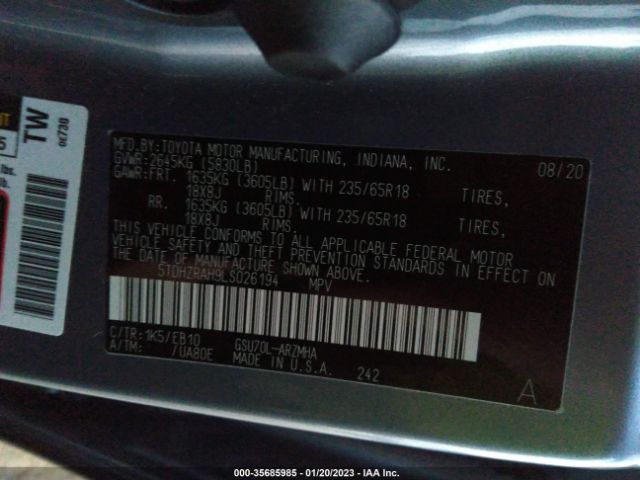 MFD.BY:TOYOTA MOTOR MANUFACTURING, INDIANA, INC. 08/20
GVWR:2645KG (5830LB)
GAWR:FRT. 1635KG (3605LB) WITH 235/65R18 TIRES,
18X8J RIMS.
RR. 1635KG (3605LB) WITH 235/65R18 TIRES,
18X8J RIMS.
THIS VEHICLE CONFORMS TO ALL APPLICABLE FEDERAL MOTOR
VEHICLE SAFETY AND THEFT PREVENTION STANDARDS IN EFFECT ON
THE DATE OF MANUFACTURE SHOWN ABOVE.
5TDHZRAH9LS026194 MPV
C/TR:1K5/EB10 GSU70L-ARZMHA
A/TM: /UA80E MADE IN U.S.A. 242
A
TW
000-35685985 - 01/20/2023 - IAA Inc.